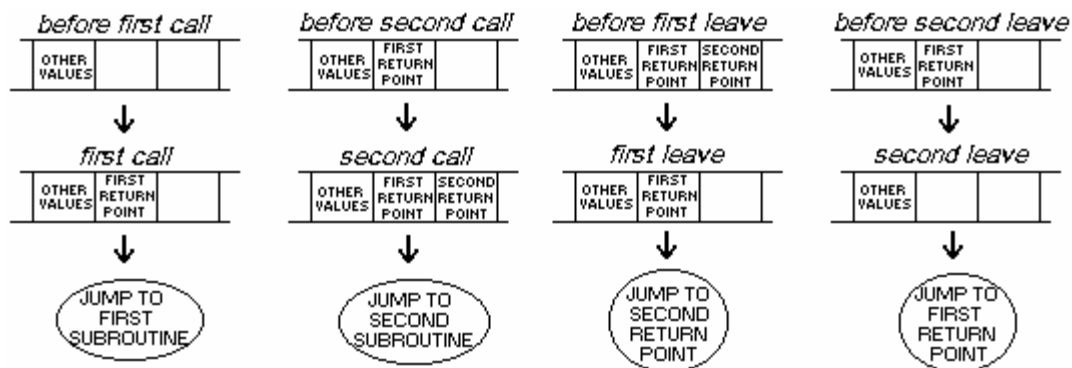 before first call
OTHER
VALUES
first call
OTHER
VALUES
FIRST
RETURN
POINT
JUMP TO
FIRST
SUBROUTINE
before second call
OTHER
VALUES
FIRST
RETURN
POINT
second call
OTHER
VALUES
FIRST
RETURN
POINT
SECOND
RETURN
POINT
JUMP TO
SECOND
SUBROUTINE
before first leave
OTHER
VALUES
FIRST
RETURN
POINT
SECOND
RETURN
POINT
first leave
OTHER
VALUES
FIRST
RETURN
POINT
JUMP TO
SECOND
RETURN
POINT
before second leave
OTHER
VALUES
FIRST
RETURN
POINT
second leave
OTHER
VALUES
JUMP TO
FIRST
RETURN
POINT